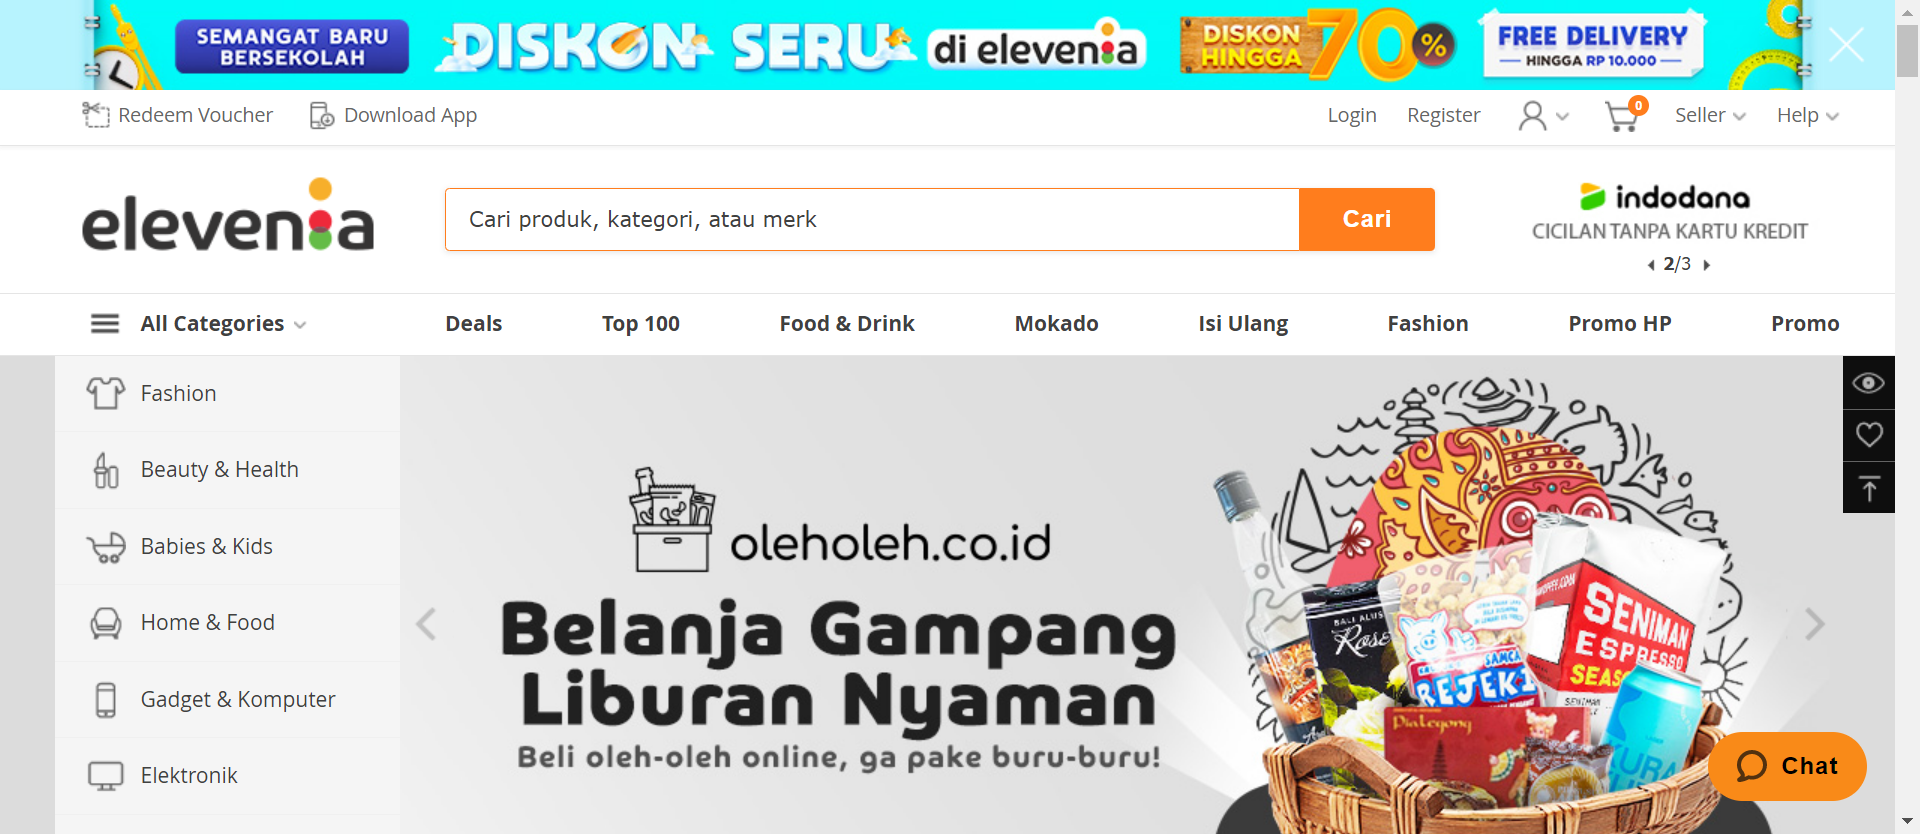 SEMANGAT BARU
BERSEKOLAH
DISKON SERU
di elevenia
DISKON
HINGGA
70%
FREE DELIVERY
HINGGA RP 10.000
Redeem Voucher
Download App
Login
Register
0
Seller
Help
elevenia
Cari produk, kategori, atau merk
Cari
indodana
CICILAN TANPA KARTU KREDIT
2/3
All Categories
Deals
Top 100
Food & Drink
Mokado
Isi Ulang
Fashion
Promo HP
Promo
Fashion
Beauty & Health
Babies & Kids
Home & Food
Gadget & Komputer
Elektronik
oleholeh.co.id
Belanja Gampang
Liburan Nyaman
Beli oleh-oleh online, ga pake buru-buru!
BALI ALUS
Rose
SAMCAN
REJEKI
SENIMAN
ESPRESSO
SEAS
SENIMAN
Pia Legong
Chat